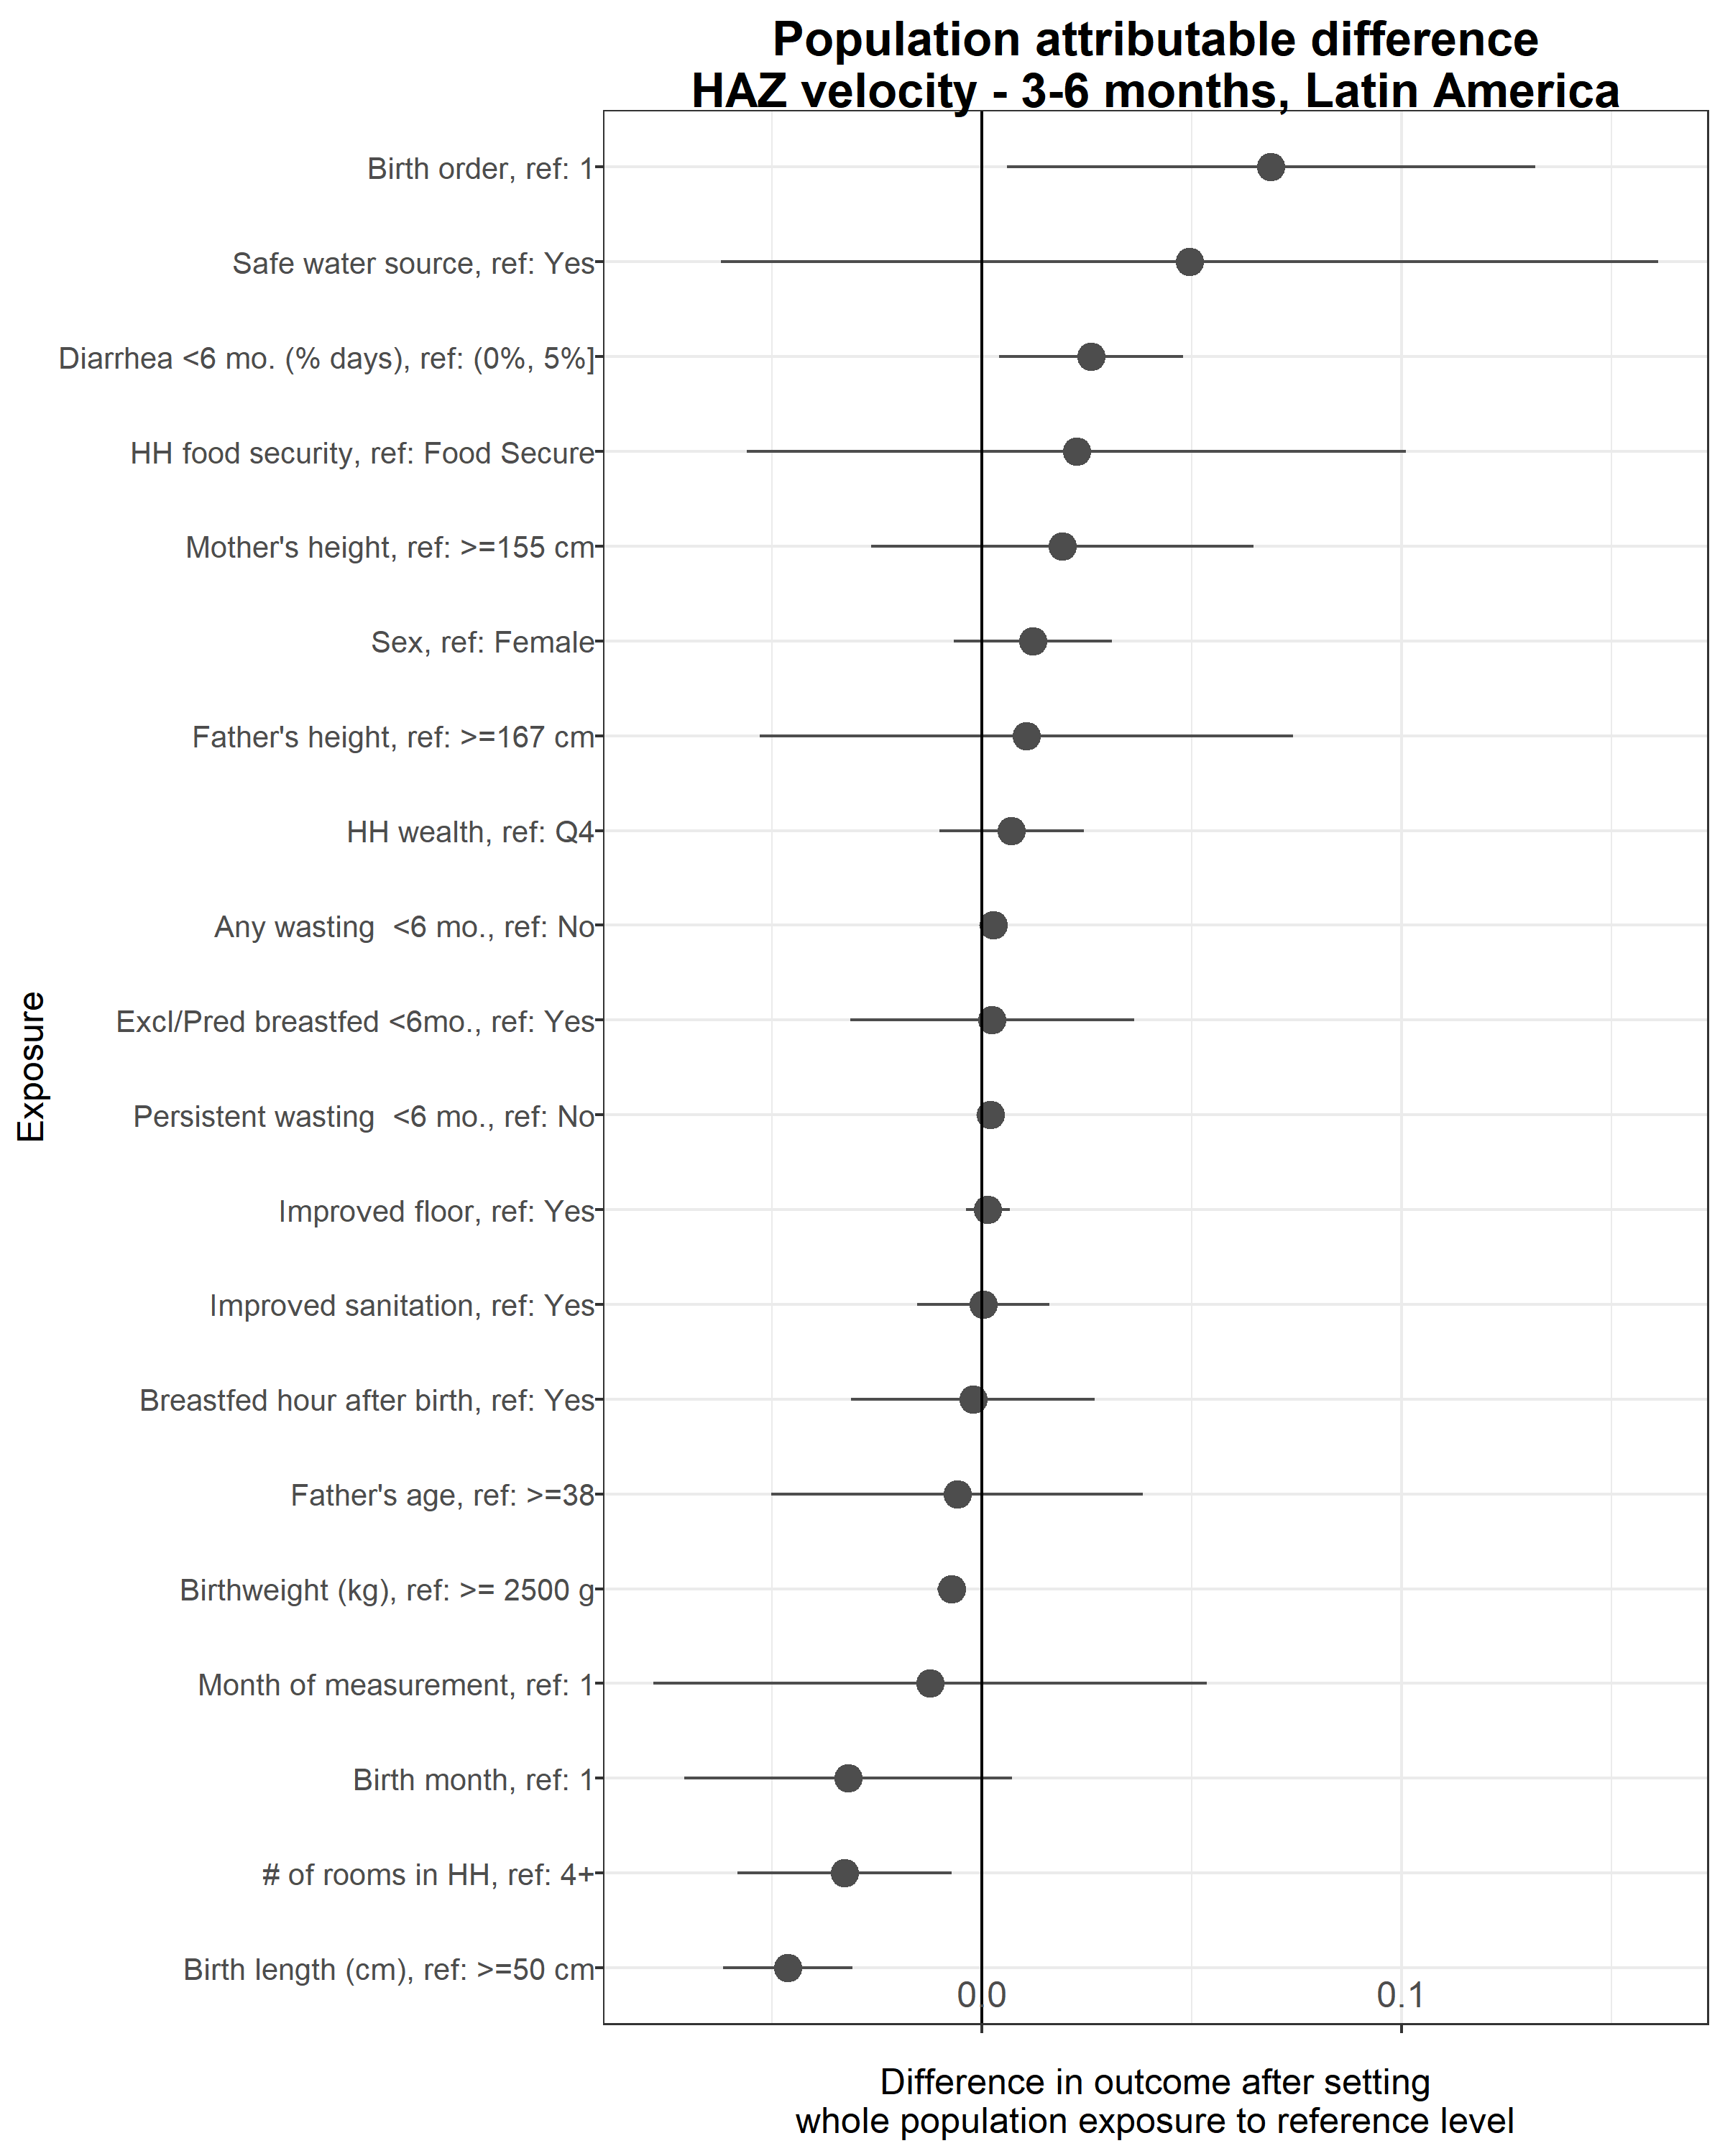 Population attributable difference
HAZ velocity - 3-6 months, Latin America
Birth order, ref: 1
Safe water source, ref: Yes
Diarrhea <6 mo. (% days), ref: (0%, 5%]
HH food security, ref: Food Secure
Mother's height, ref: >=155 cm
Sex, ref: Female
Father's height, ref: >=167 cm
HH wealth, ref: Q4
Any wasting  <6 mo., ref: No
Excl/Pred breastfed <6mo., ref: Yes
Persistent wasting  <6 mo., ref: No
Improved floor, ref: Yes
Improved sanitation, ref: Yes
Breastfed hour after birth, ref: Yes
Father's age, ref: >=38
Birthweight (kg), ref: >= 2500 g
Month of measurement, ref: 1
Birth month, ref: 1
# of rooms in HH, ref: 4+
Birth length (cm), ref: >=50 cm
Exposure
0.0
0.1
Difference in outcome after setting
whole population exposure to reference level